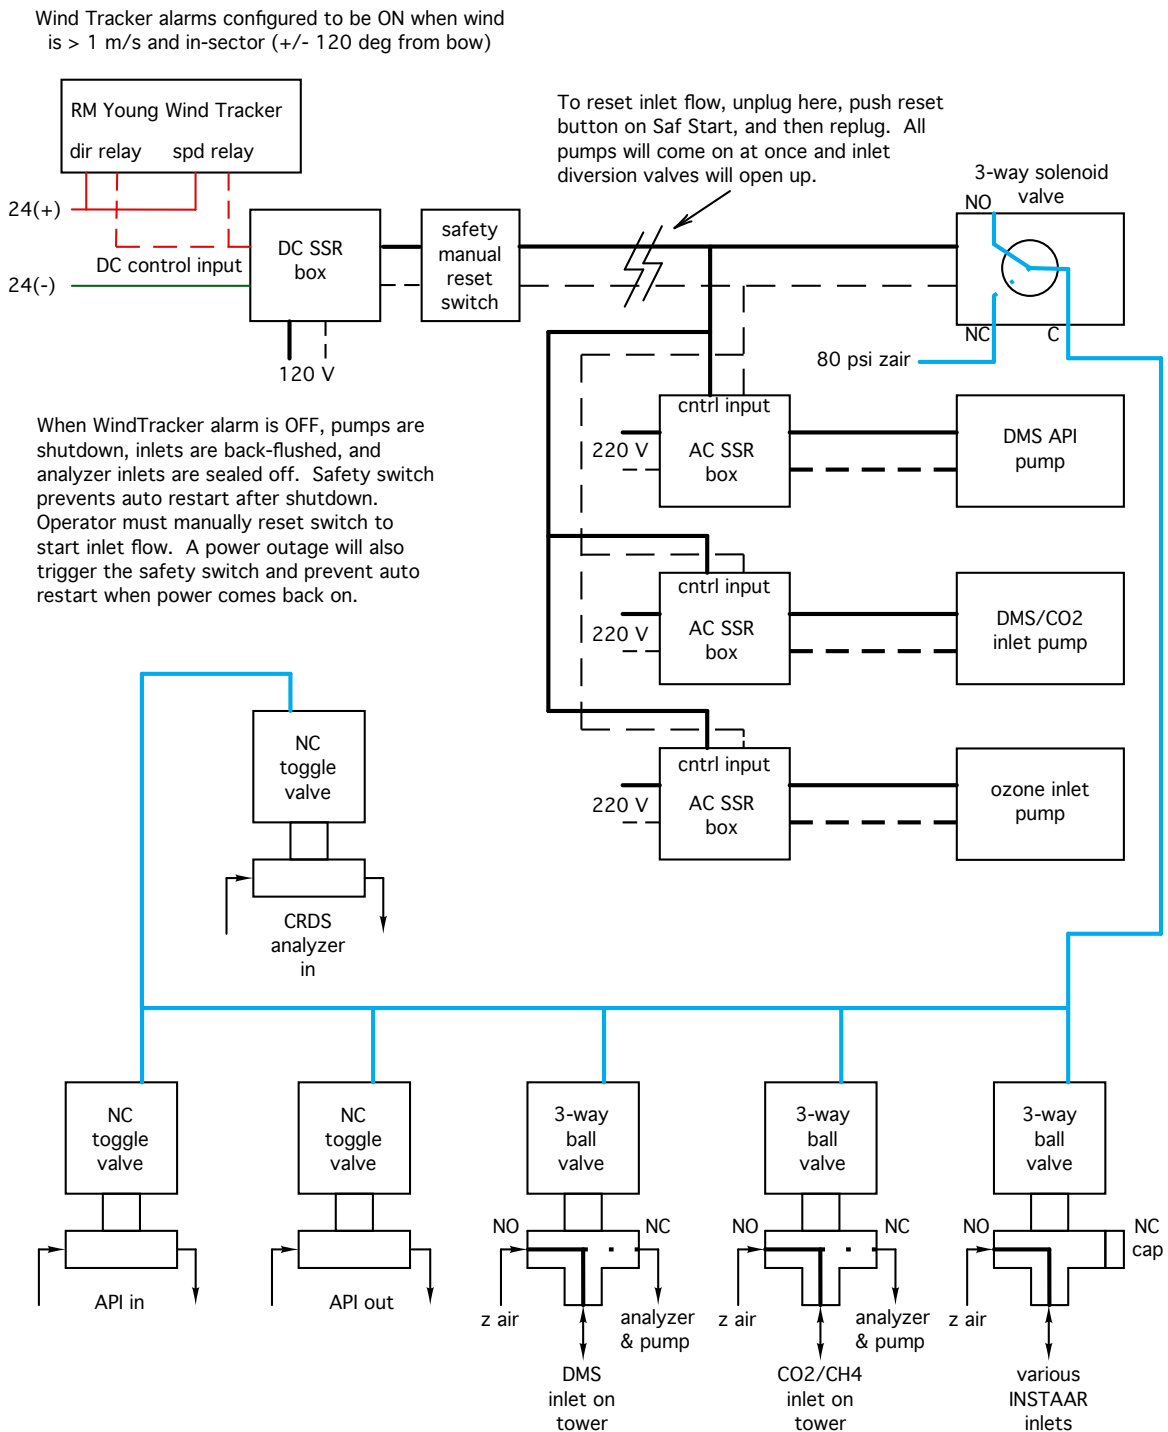 Wind Tracker alarms configured to be ON when wind
is > 1 m/s and in-sector (+/- 120 deg from bow)
RM Young Wind Tracker
dir relay
spd relay
24(+)
24(-)
DC control input
DC SSR
box
120 V
safety
manual
reset
switch
To reset inlet flow, unplug here, push reset
button on Saf Start, and then replug.  All
pumps will come on at once and inlet
diversion valves will open up.
3-way solenoid
valve
NO
NC
C
80 psi zair
When WindTracker alarm is OFF, pumps are
shutdown, inlets are back-flushed, and
analyzer inlets are sealed off.  Safety switch
prevents auto restart after shutdown.
Operator must manually reset switch to
start inlet flow.  A power outage will also
trigger the safety switch and prevent auto
restart when power comes back on.
cntrl input
220 V
AC SSR
box
DMS API
pump
cntrl input
220 V
AC SSR
box
DMS/CO2
inlet pump
cntrl input
220 V
AC SSR
box
ozone inlet
pump
NC
toggle
valve
CRDS
analyzer
in
NC
toggle
valve
API in
NC
toggle
valve
API out
3-way
ball
valve
NO
NC
z air
analyzer
& pump
DMS
inlet on
tower
3-way
ball
valve
NO
NC
z air
analyzer
& pump
CO2/CH4
inlet on
tower
3-way
ball
valve
NO
NC
cap
z air
various
INSTAAR
inlets